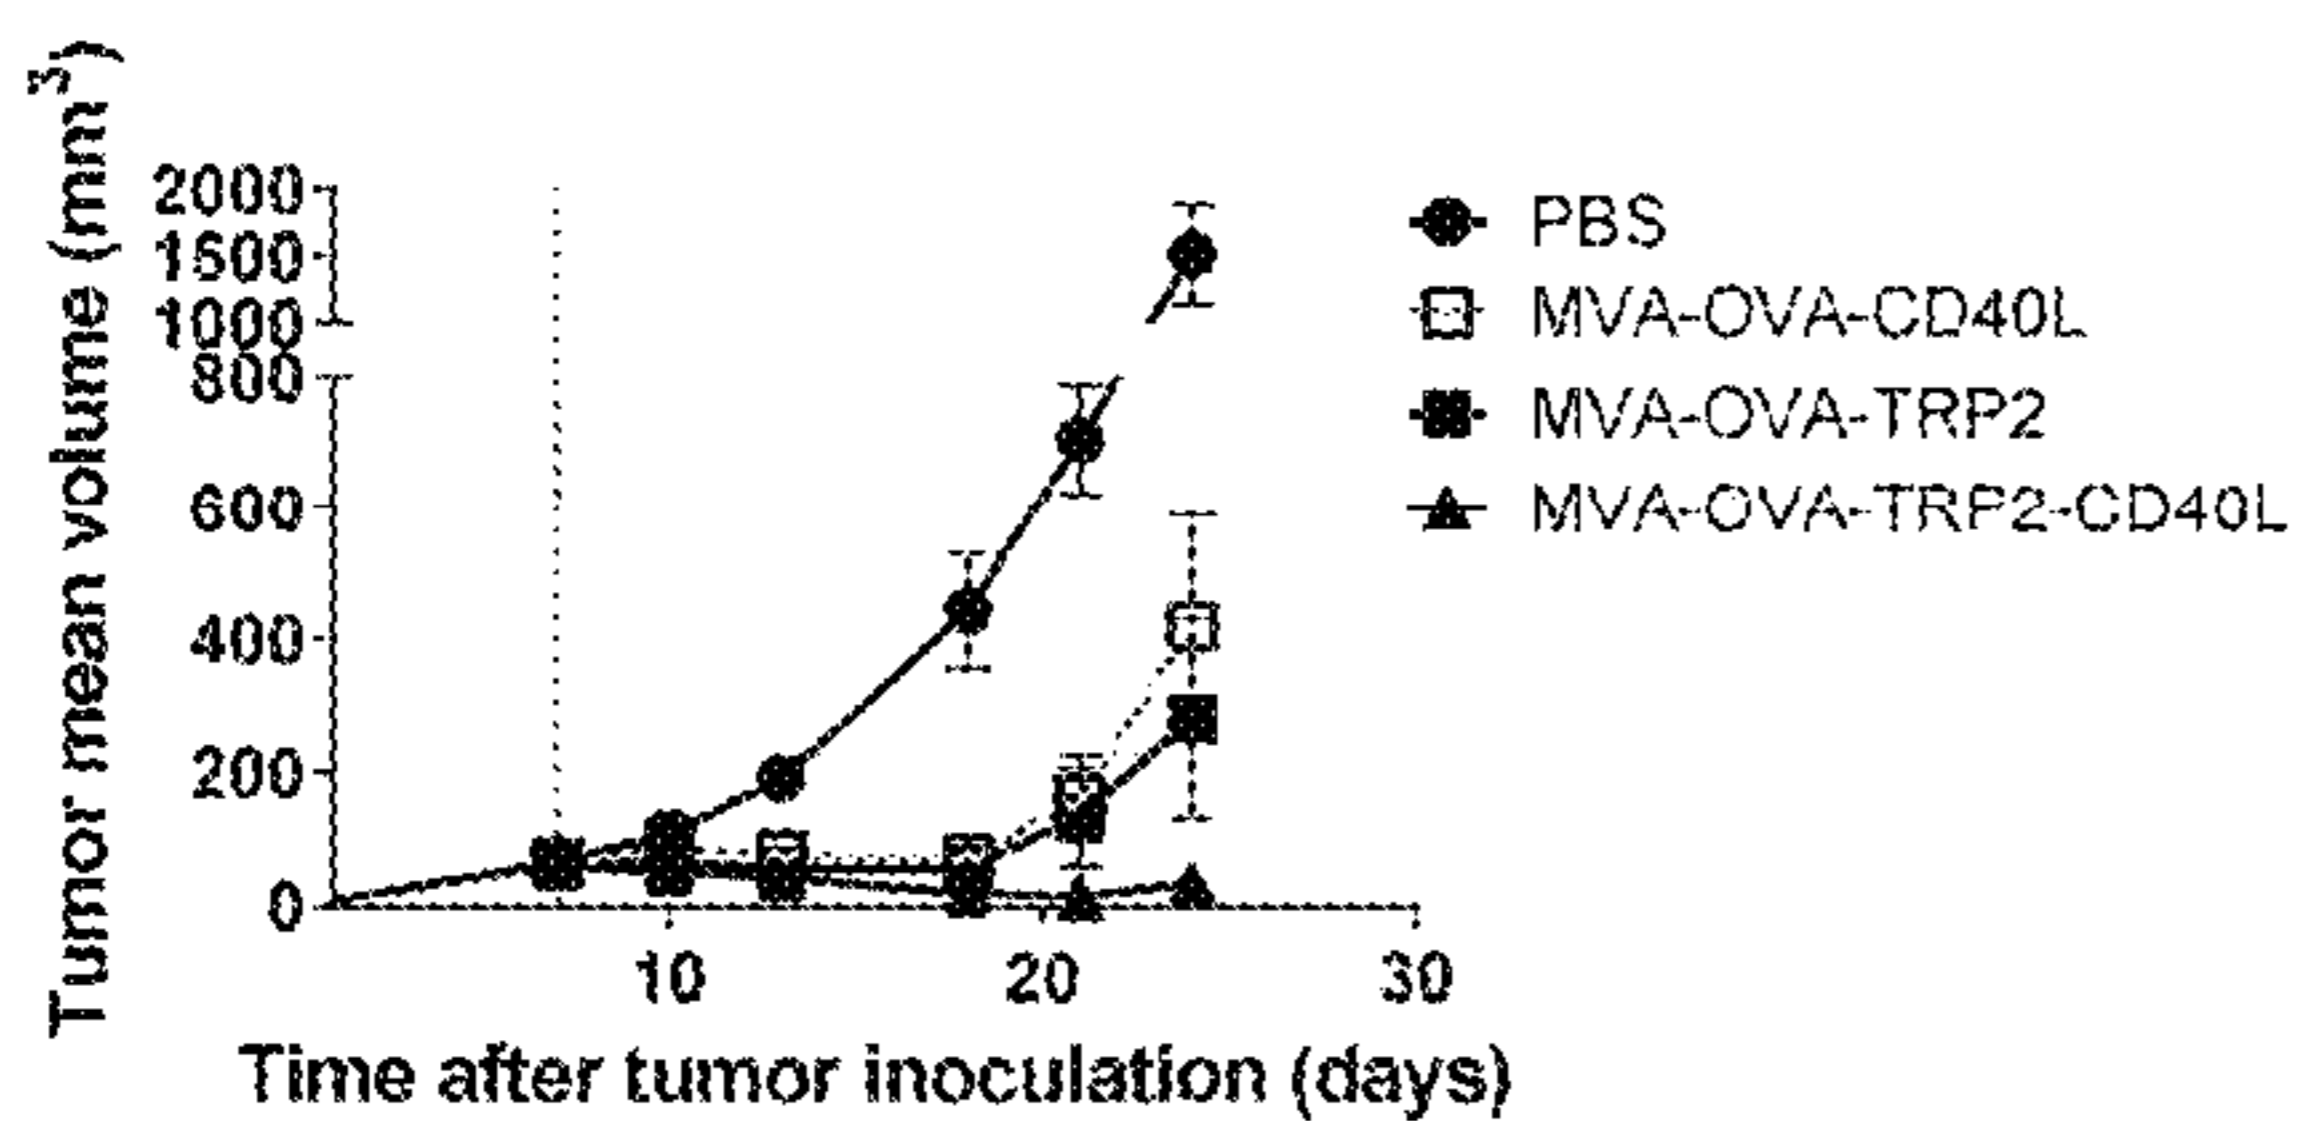 Tumor mean volume (mm³)
2000
1500
1000
800
600
400
200
0
10 20 30
Time after tumor inoculation (days)
PBS
MVA-OVA-CD40L
MVA-OVA-TRP2
MVA-OVA-TRP2-CD40L